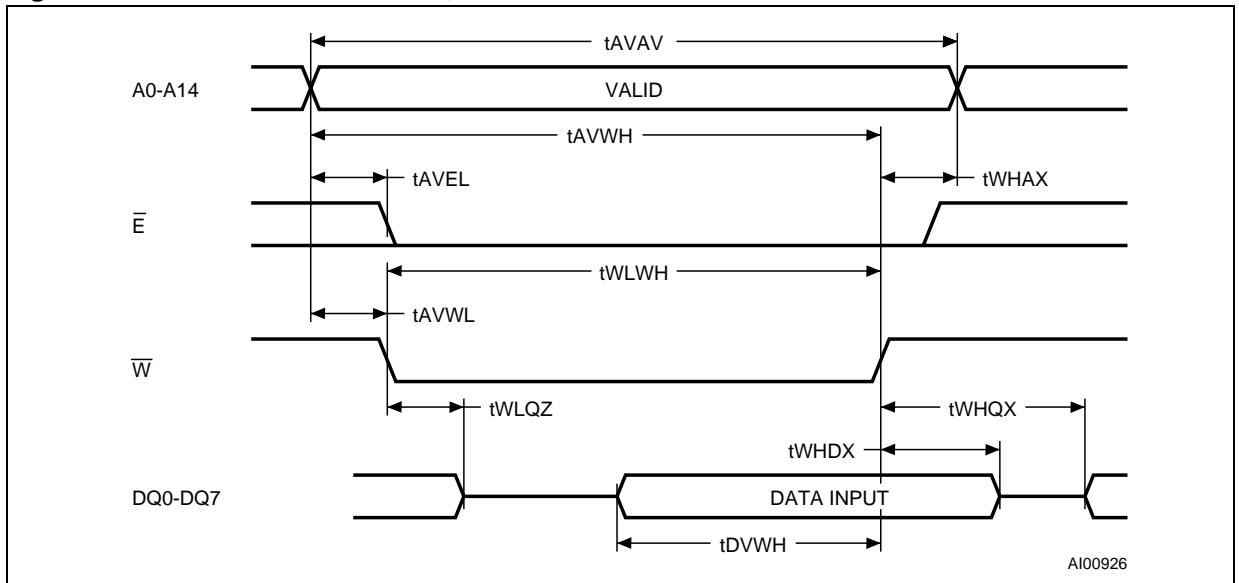 tAVAV
A0-A14
VALID
tAVWH
tAVEL
tWHAX
E̅
tWLWH
tAVWL
W̅
tWLQZ
tWHQX
tWHDX
DQ0-DQ7
DATA INPUT
tDVWH
AI00926